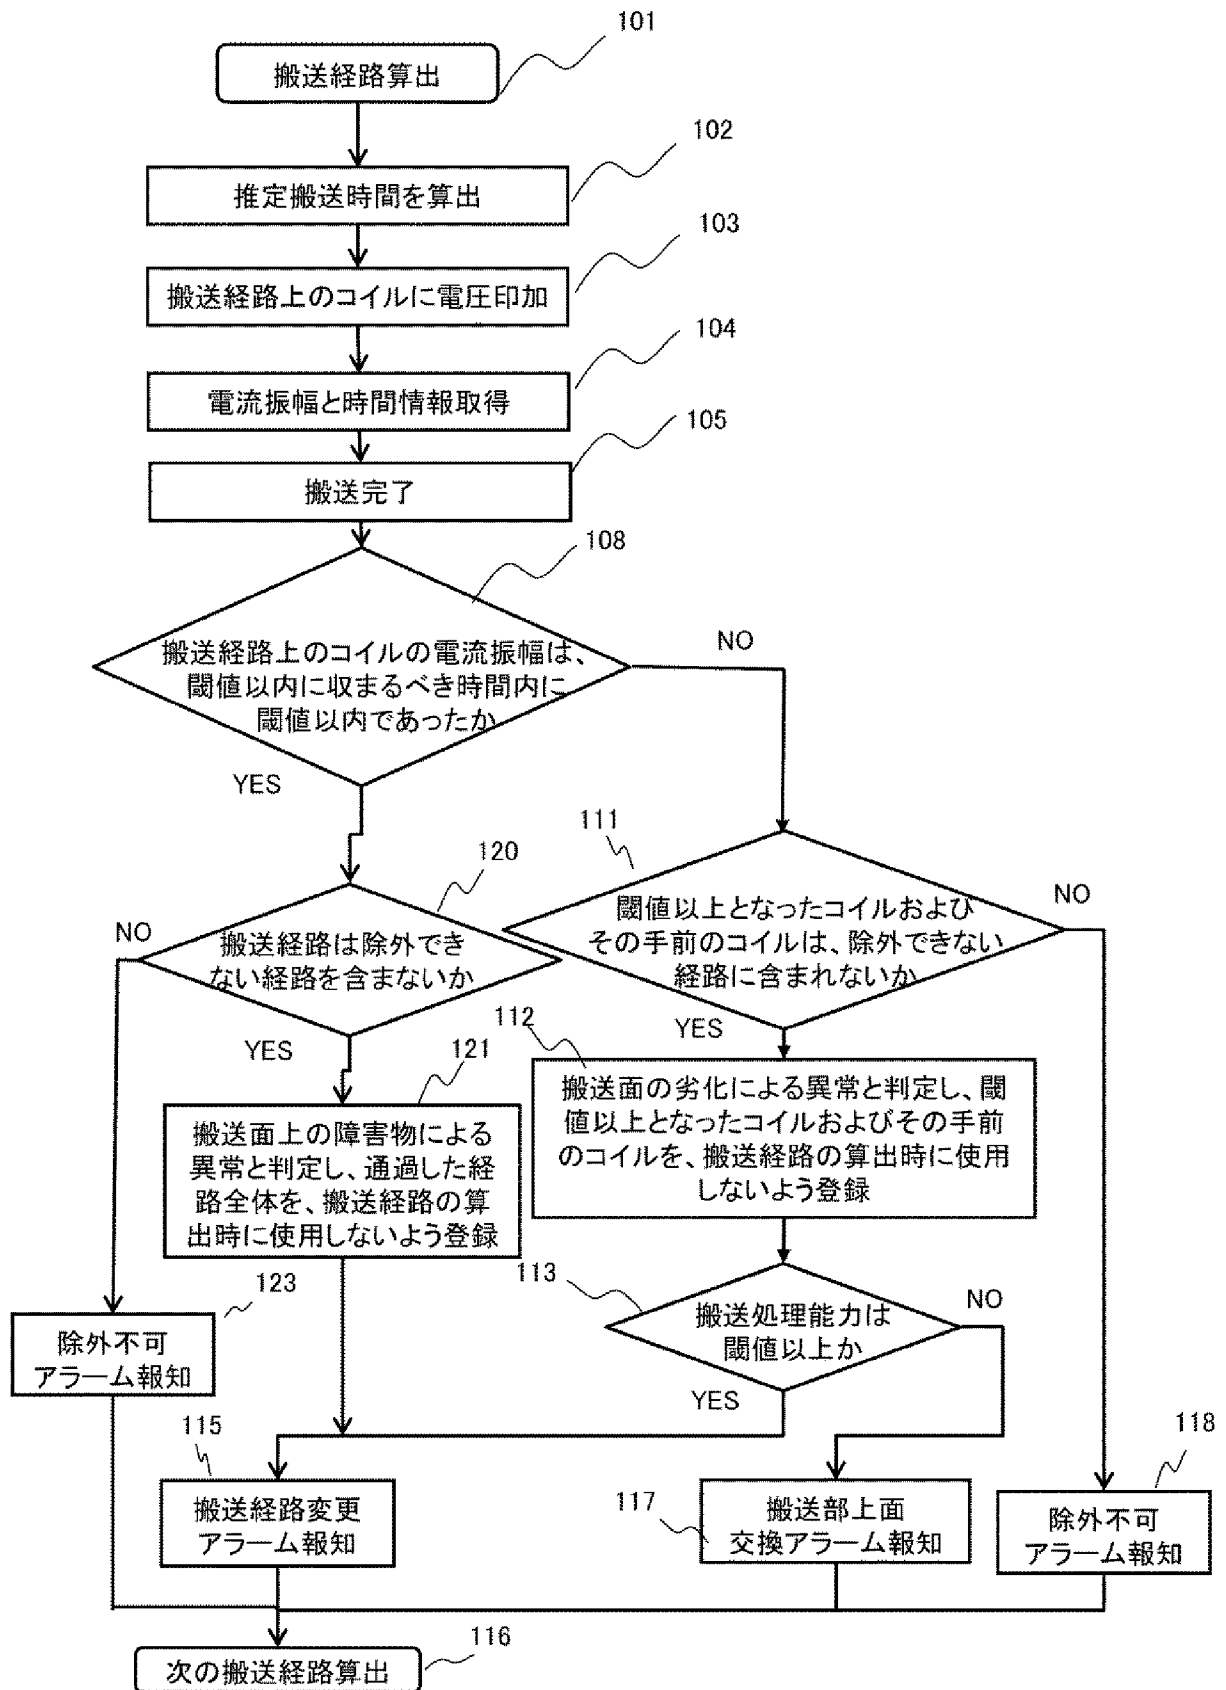 101
搬送経路算出
102
推定搬送時間を算出
103
搬送経路上のコイルに電圧印加
104
電流振幅と時間情報取得
105
搬送完了
108
搬送経路上のコイルの電流振幅は、
閾値以内に収まるべき時間内に
閾値以内であったか
NO
YES
111
閾値以上となったコイルおよび
その手前のコイルは、除外できない
経路に含まれないか
NO
YES
120
搬送経路は除外でき
ない経路を含まないか
NO
YES
112
搬送面の劣化による異常と判定し、閾
値以上となったコイルおよびその手前
のコイルを、搬送経路の算出時に使用
しないよう登録
121
搬送面上の障害物による
異常と判定し、通過した経
路全体を、搬送経路の算
出時に使用しないよう登録
113
搬送処理能力は
閾値以上か
NO
YES
123
除外不可
アラーム報知
115
搬送経路変更
アラーム報知
117
搬送部上面
交換アラーム報知
118
除外不可
アラーム報知
116
次の搬送経路算出